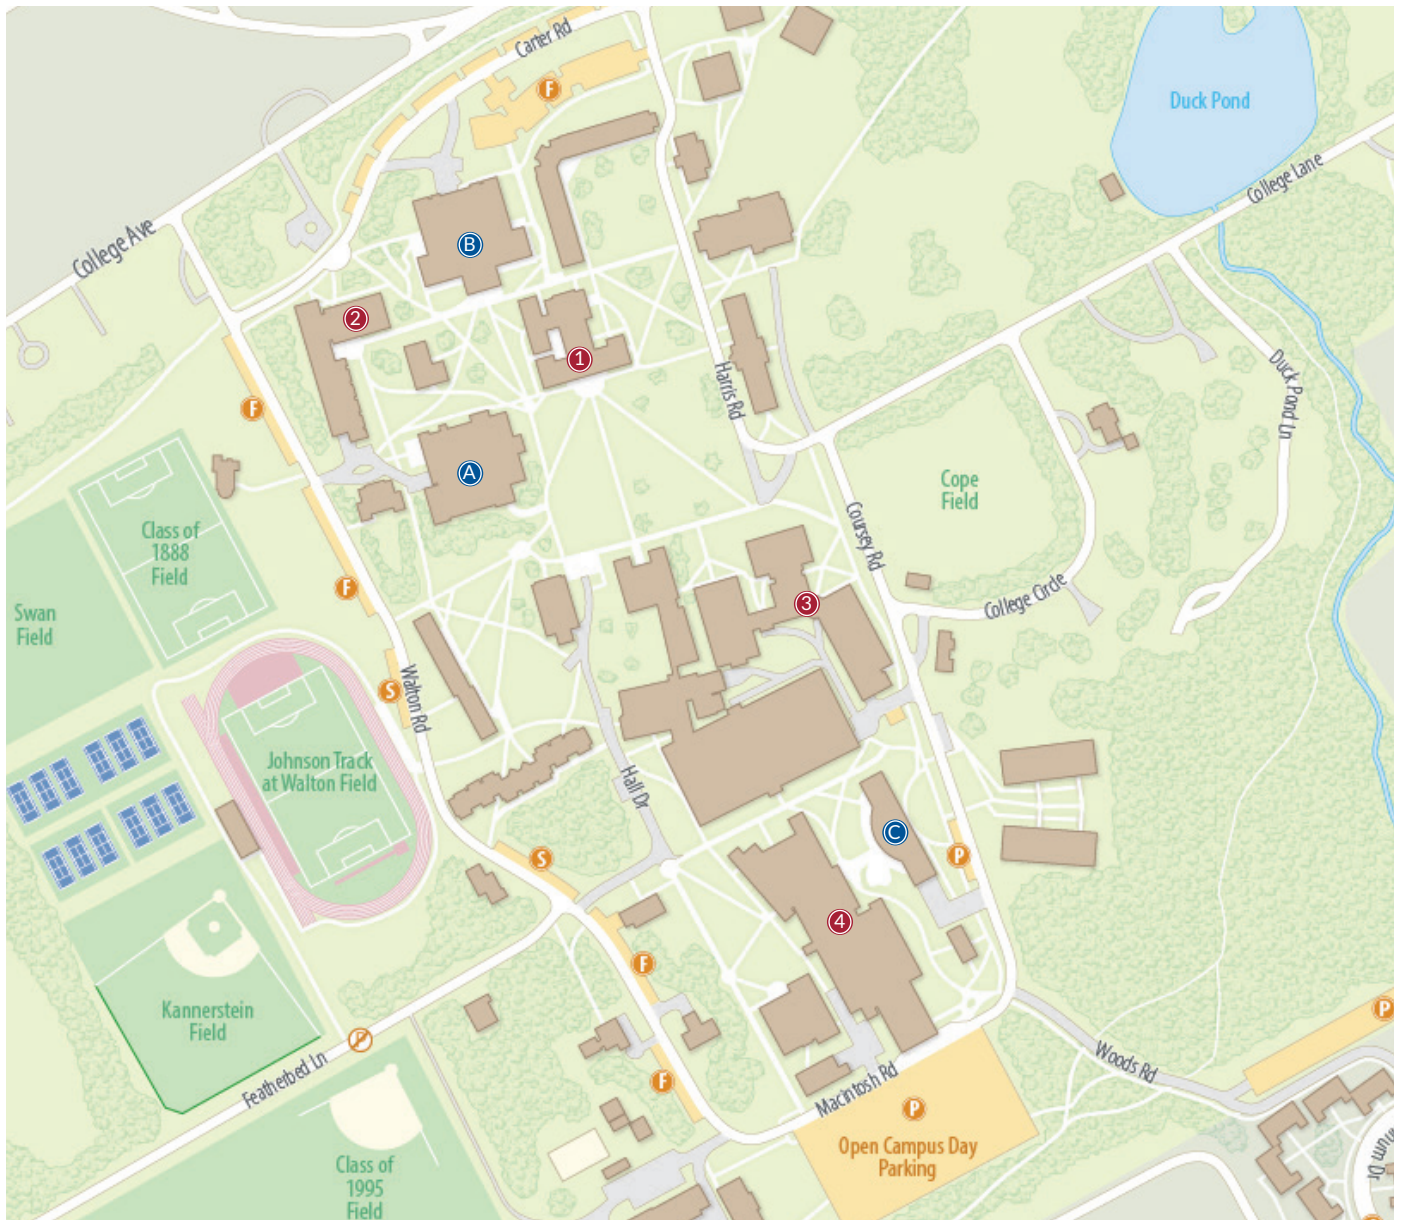 Carter Rd
F
Duck Pond
College Lane
College Ave
B
2
1
F
Harris Rd
Duck Pond Ln
A
Cope
Field
Class of
1888
Field
Coursey Rd
F
College Circle
3
Swan
Field
S
Walton Rd
Johnson Track
at Walton Field
Hall Dr
C
S
P
4
F
Kannerstein
Field
P
P
Featherbed Ln
Woods Rd
F
Macintosh Rd
P
Open Campus Day
Parking
Class of
1995
Field